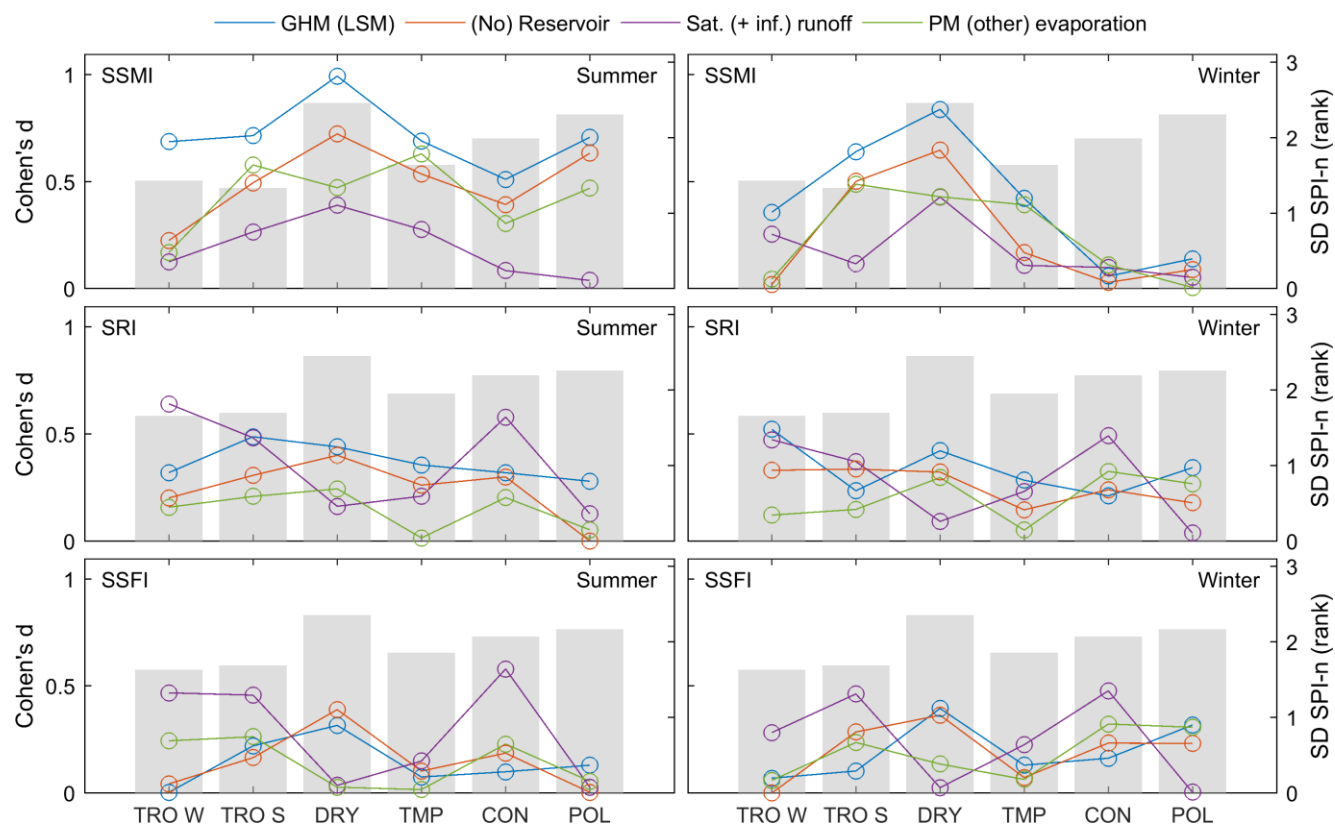 GHM (LSM) (No) Reservoir Sat. (+ inf.) runoff PM (other) evaporation
SSMI Summer
SSMI Winter
1
0.5
0
Cohen's d
3
2
1
0
SD SPI-n (rank)
SRI Summer
SRI Winter
1
0.5
0
Cohen's d
3
2
1
0
SD SPI-n (rank)
SSFI Summer
SSFI Winter
1
0.5
0
Cohen's d
3
2
1
0
SD SPI-n (rank)
TRO W TRO S DRY TMP CON POL
TRO W TRO S DRY TMP CON POL